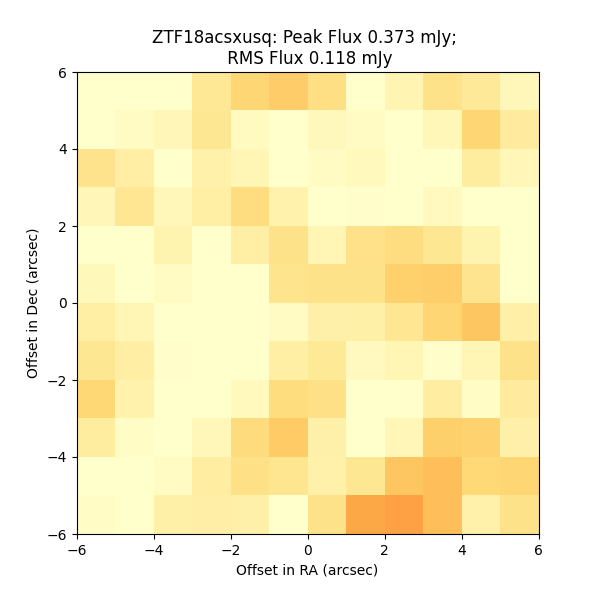 ZTF18acsxusq: Peak Flux 0.373 mJy;
RMS Flux 0.118 mJy
6
4
2
0
−2
−4
−6
Offset in Dec (arcsec)
−6 −4 −2 0 2 4 6
Offset in RA (arcsec)